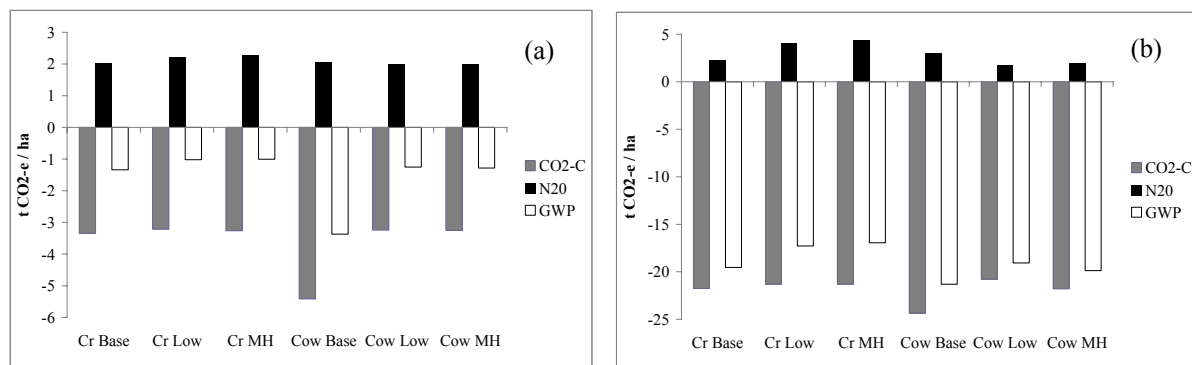 (a)
t CO2-e / ha
3
2
1
0
-1
-2
-3
-4
-5
-6
Cr Base Cr Low Cr MH Cow Base Cow Low Cow MH
CO2-C
N20
GWP
(b)
t CO2-e / ha
5
0
-5
-10
-15
-20
-25
Cr Base Cr Low Cr MH Cow Base Cow Low Cow MH
CO2-C
N20
GWP